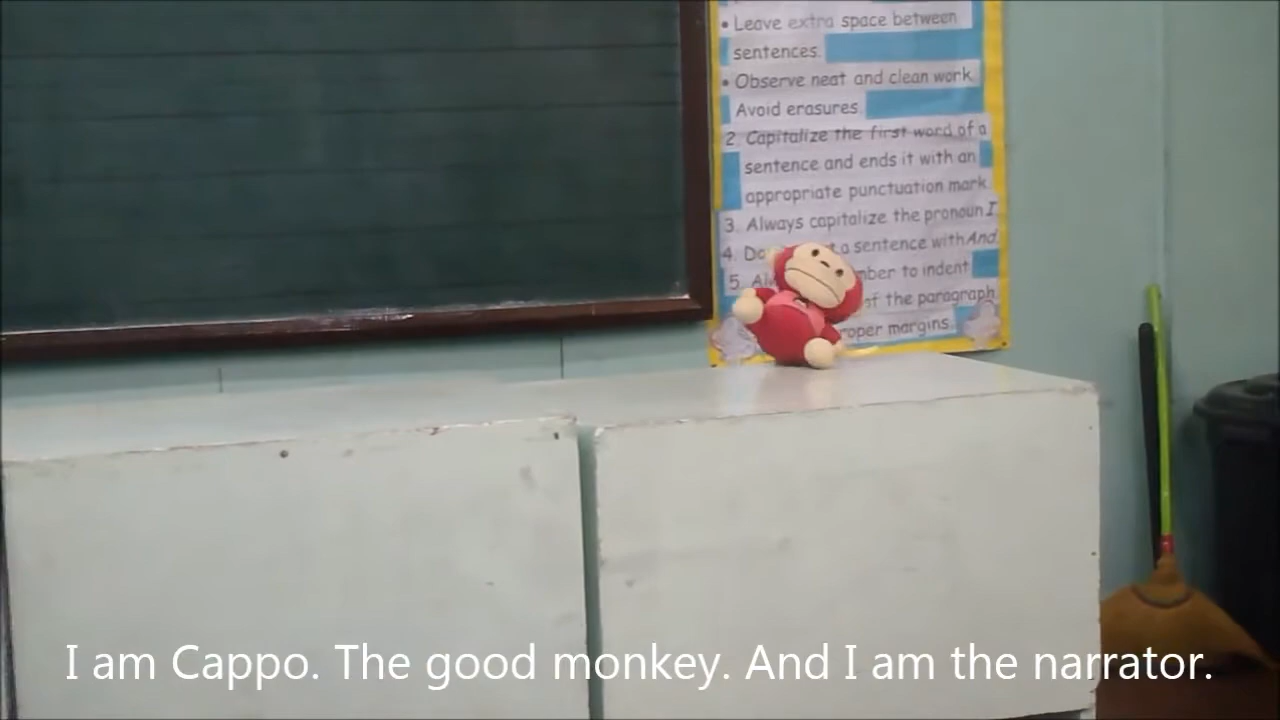 • Leave extra space between
sentences.
• Observe neat and clean work.
Avoid erasures.
2. Capitalize the first word of a
sentence and ends it with an
appropriate punctuation mark.
3. Always capitalize the pronoun I.
4. a sentence with And.
5. to indent
of the paragraph
margins.
I am Cappo. The good monkey. And I am the narrator.